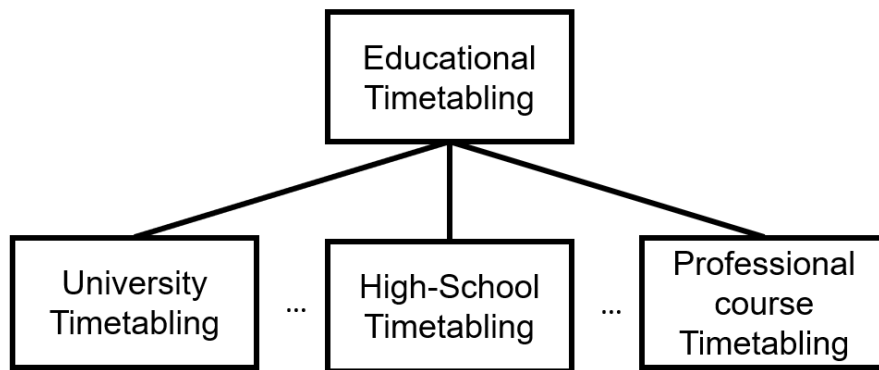 Educational
Timetabling
University
Timetabling
...
High-School
Timetabling
...
Professional
course
Timetabling